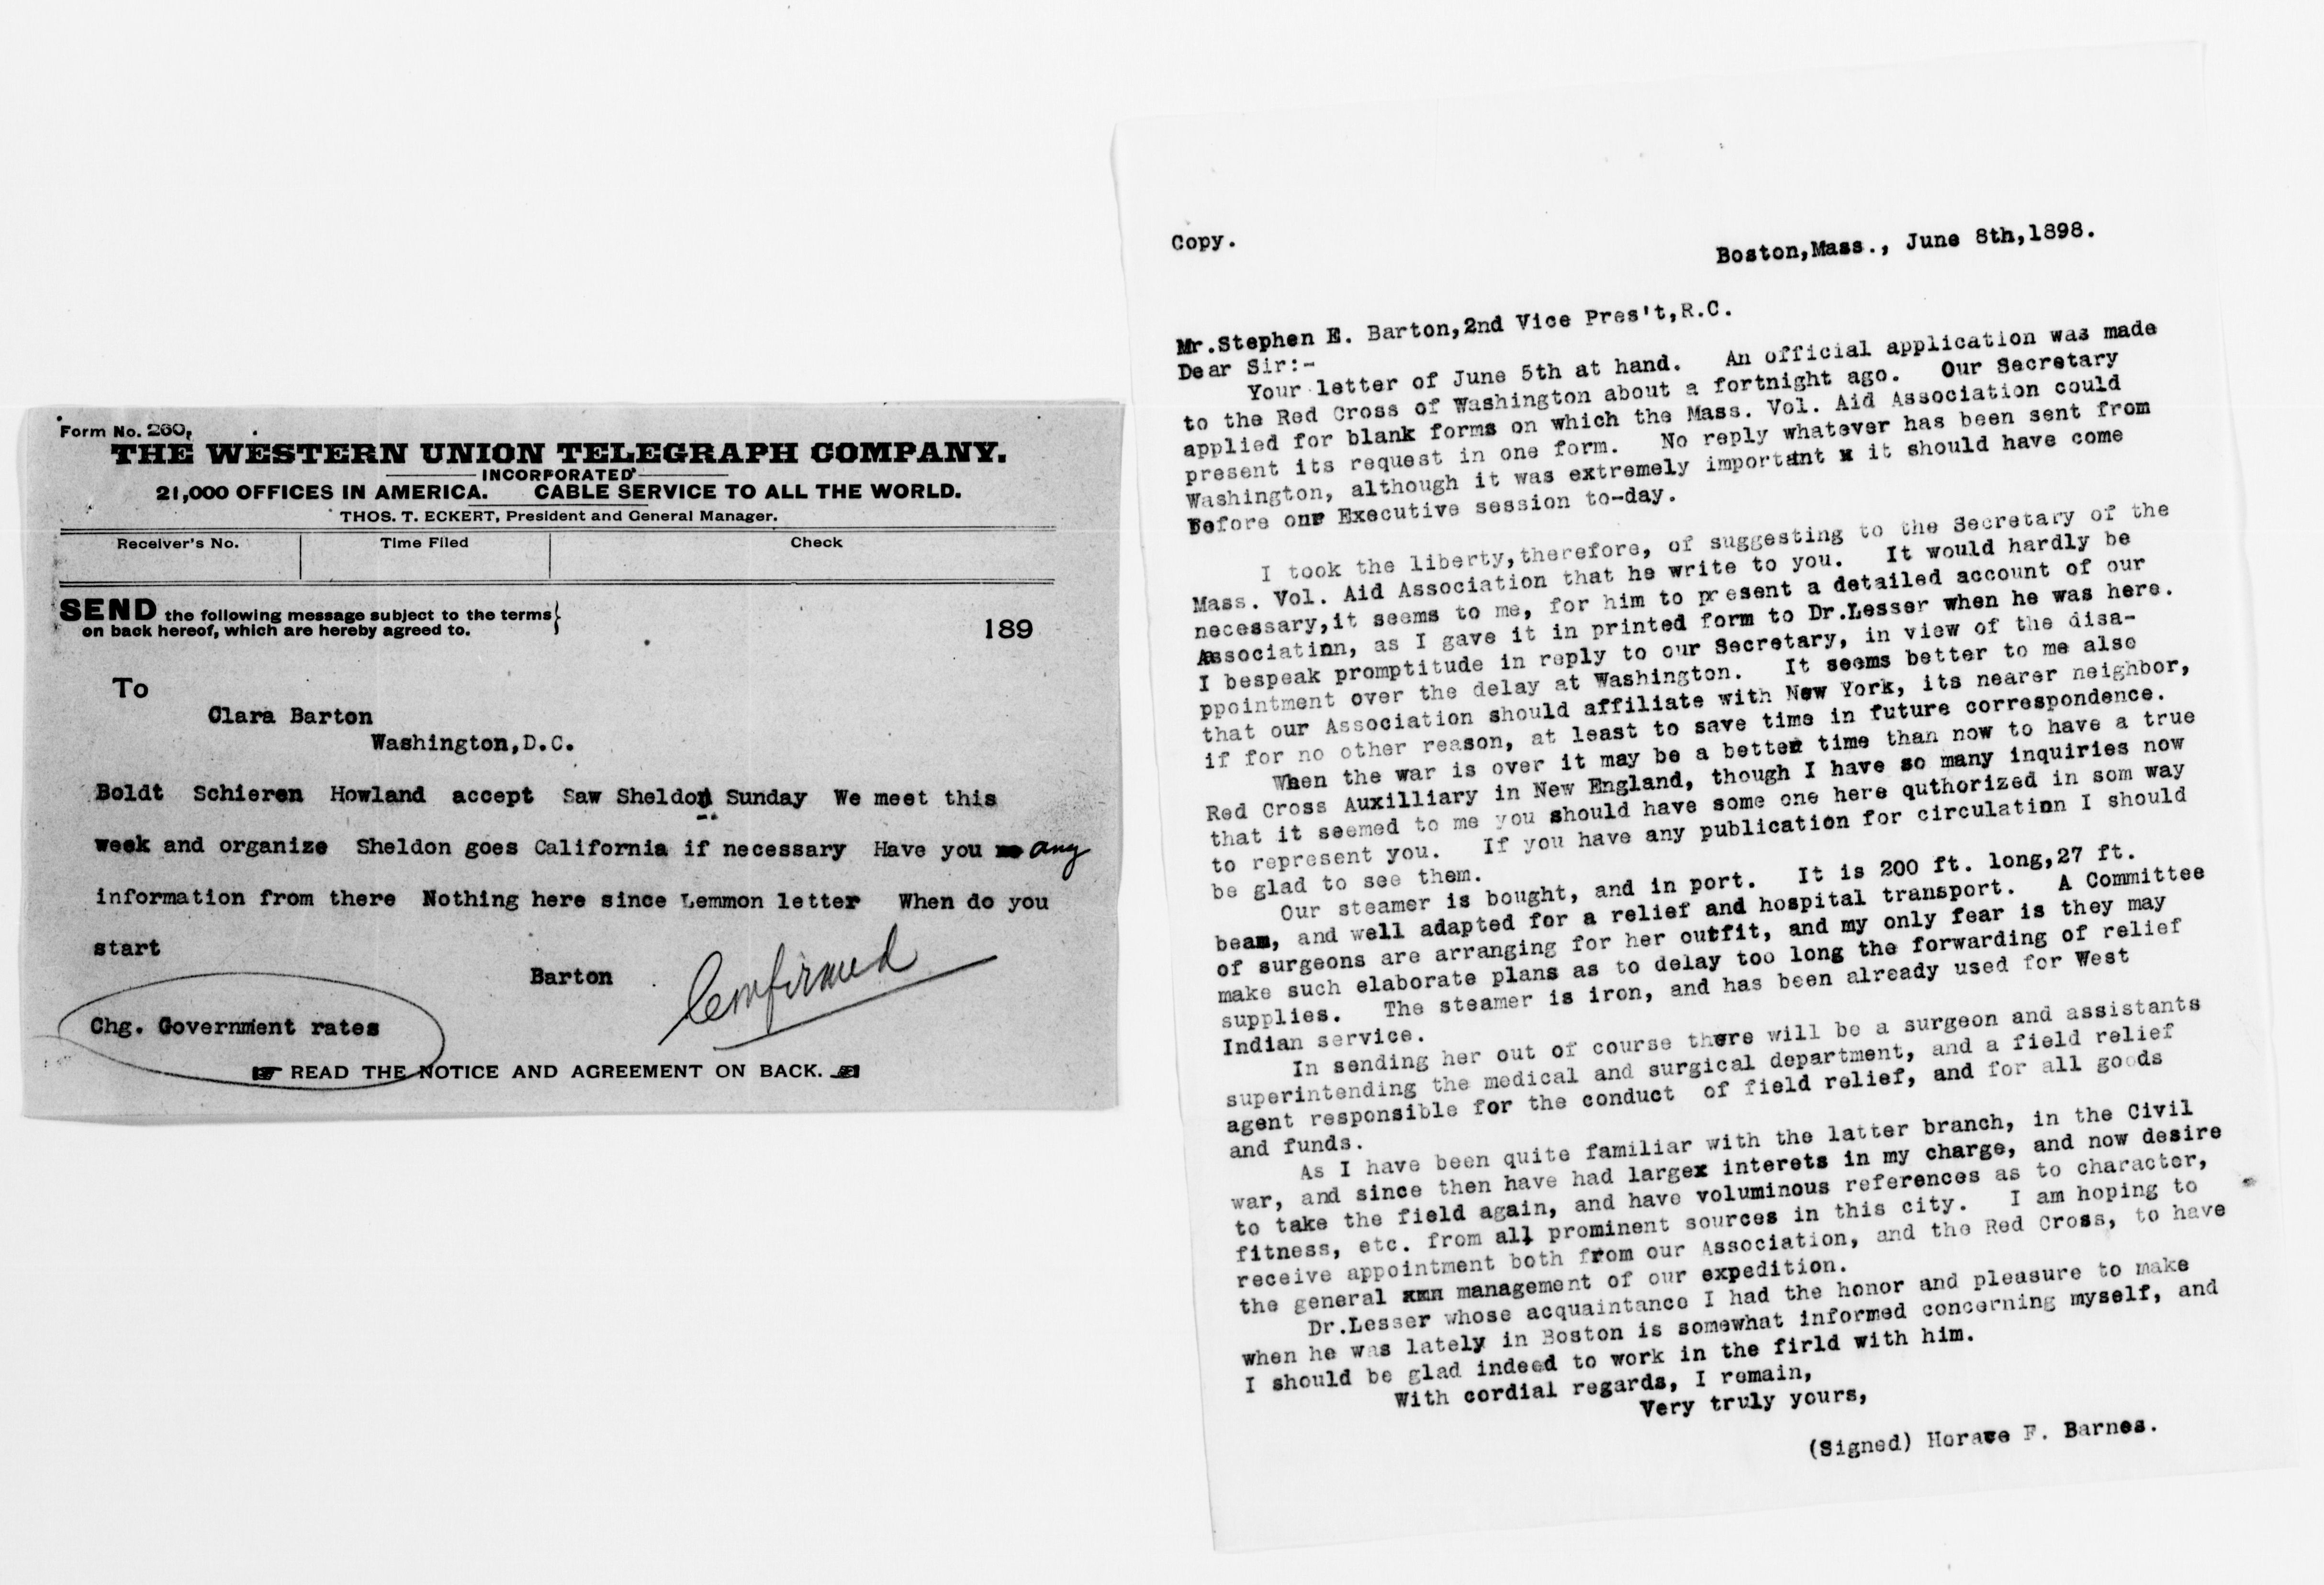 Form No. 260.
THE WESTERN UNION TELEGRAPH COMPANY.
INCORPORATED
21,000 OFFICES IN AMERICA. CABLE SERVICE TO ALL THE WORLD.
THOS. T. ECKERT, President and General Manager.
Receiver's No. Time Filed Check
SEND the following message subject to the terms
on back hereof, which are hereby agreed to.
189
To
Clara Barton
Washington,D.C.
Boldt Schieren Howland accept Saw Sheldon Sunday We meet this
week and organize Sheldon goes California if necessary Have you any
information from there Nothing here since Lemmon letter When do you
start
Barton
Confirmed
Chg. Government rates
READ THE NOTICE AND AGREEMENT ON BACK.
Copy.
Boston,Mass., June 8th,1898.
Mr.Stephen E. Barton,2nd Vice Pres't,R.C.
Dear Sir:-
Your letter of June 5th at hand. An official application was made
to the Red Cross of Washington about a fortnight ago. Our Secretary
applied for blank forms on which the Mass. Vol. Aid Association could
present its request in one form. No reply whatever has been sent from
Washington, although it was extremely important x it should have come
before our Executive session to-day.
I took the liberty,therefore, of suggesting to the Secretary of the
Mass. Vol. Aid Association that he write to you. It would hardly be
necessary,it seems to me, for him to present a detailed account of our
Associatinn, as I gave it in printed form to Dr.Lesser when he was here.
I bespeak promptitude in reply to our Secretary, in view of the disa-
ppointment over the delay at Washington. It seems better to me also
that our Association should affiliate with New York, its nearer neighbor,
if for no other reason, at least to save time in future correspondence.
When the war is over it may be a better time than now to have a true
Red Cross Auxilliary in New England, though I have so many inquiries now
that it seemed to me you should have some one here quthorized in som way
to represent you. If you have any publication for circulatinn I should
be glad to see them.
Our steamer is bought, and in port. It is 200 ft. long,27 ft.
beam, and well adapted for a relief and hospital transport. A Committee
of surgeons are arranging for her outfit, and my only fear is they may
make such elaborate plans as to delay too long the forwarding of relief
supplies. The steamer is iron, and has been already used for West
Indian service.
In sending her out of course there will be a surgeon and assistants
superintending the medical and surgical department, and a field relief
agent responsible for the conduct of field relief, and for all goods
and funds.
As I have been quite familiar with the latter branch, in the Civil
war, and since then have had largex interets in my charge, and now desire
to take the field again, and have voluminous references as to character,
fitness, etc. from all prominent sources in this city. I am hoping to
receive appointment both from our Association, and the Red Cross, to have
the general xmn management of our expedition.
Dr.Lesser whose acquaintance I had the honor and pleasure to make
when he was lately in Boston is somewhat informed concerning myself, and
I should be glad indeed to work in the firld with him.
With cordial regards, I remain,
Very truly yours,
(Signed) Horace F. Barnes.